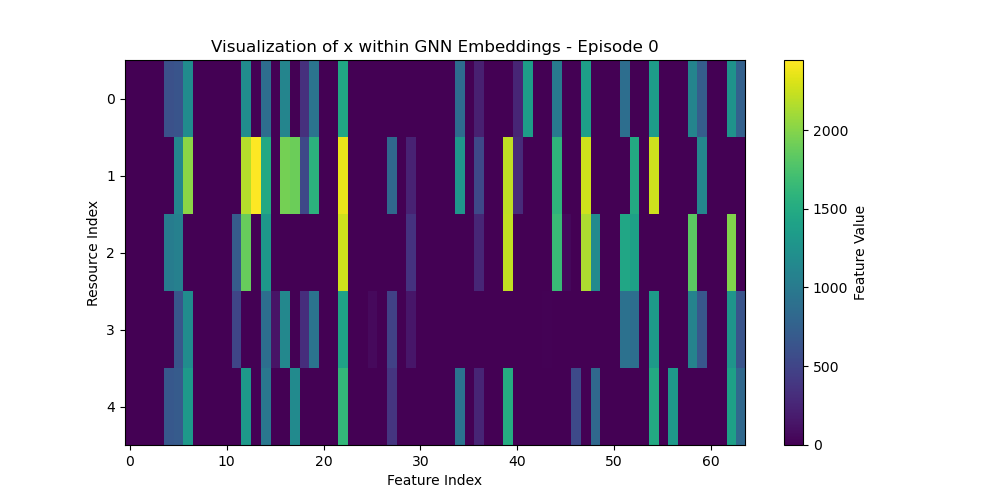 Visualization of x within GNN Embeddings - Episode 0
Resource Index
0
1
2
3
4
0 10 20 30 40 50 60
Feature Index
2000
1500
1000
500
0
Feature Value